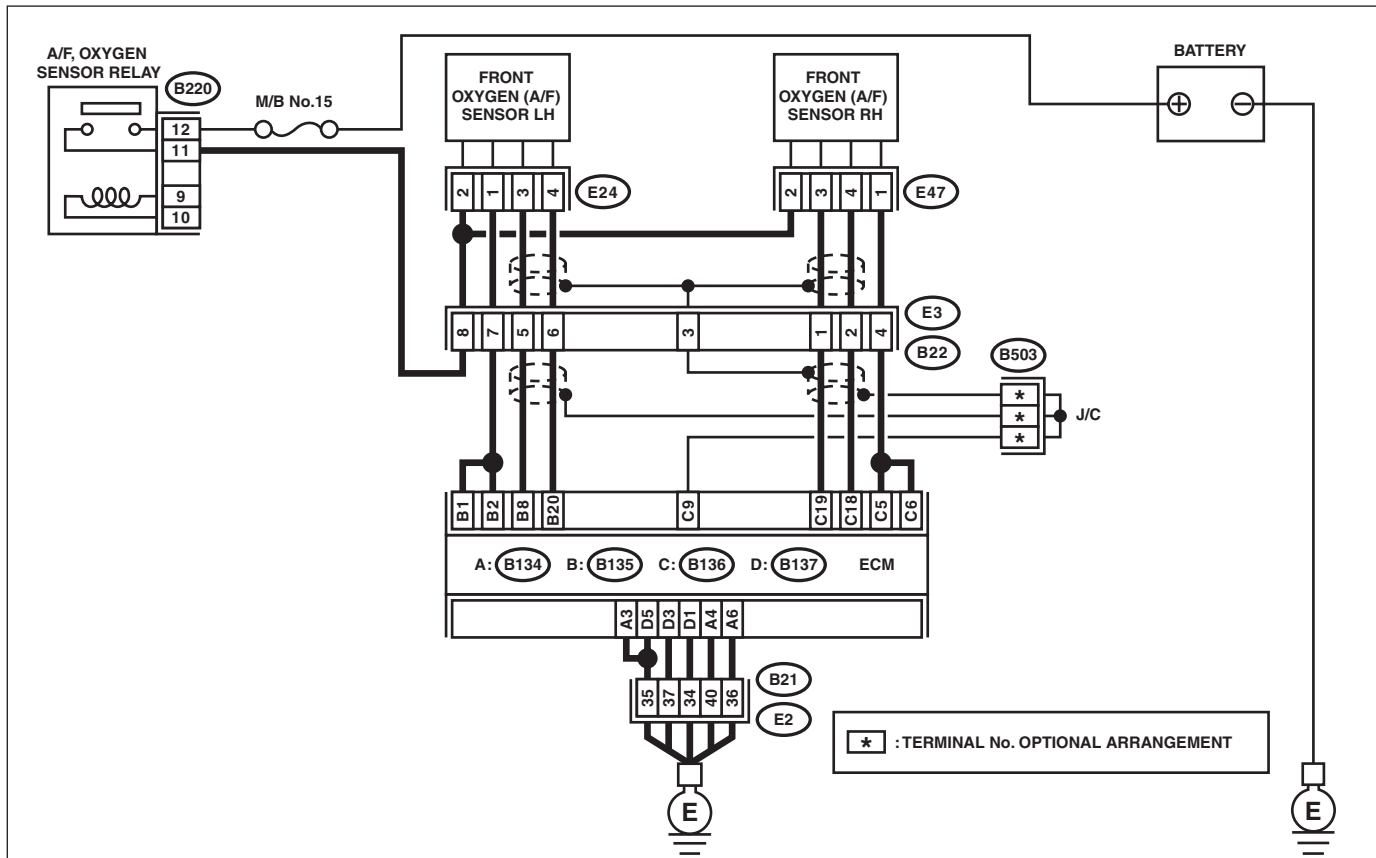 A/F, OXYGEN
SENSOR RELAY
B220
M/B No.15
12
11
9
10
FRONT
OXYGEN (A/F)
SENSOR LH
FRONT
OXYGEN (A/F)
SENSOR RH
BATTERY
2 1 3 4
E24
2 3 4 1
E47
8 7 5 6 3 1 2 4
E3
B22
B503
*
*
*
J/C
B1 B2 B8 B20 C9 C19 C18 C5 C6
A: B134 B: B135 C: B136 D: B137 ECM
A3 D5 D3 D1 A4 A6
35 37 34 40 36
B21
E2
* : TERMINAL No. OPTIONAL ARRANGEMENT
E
E